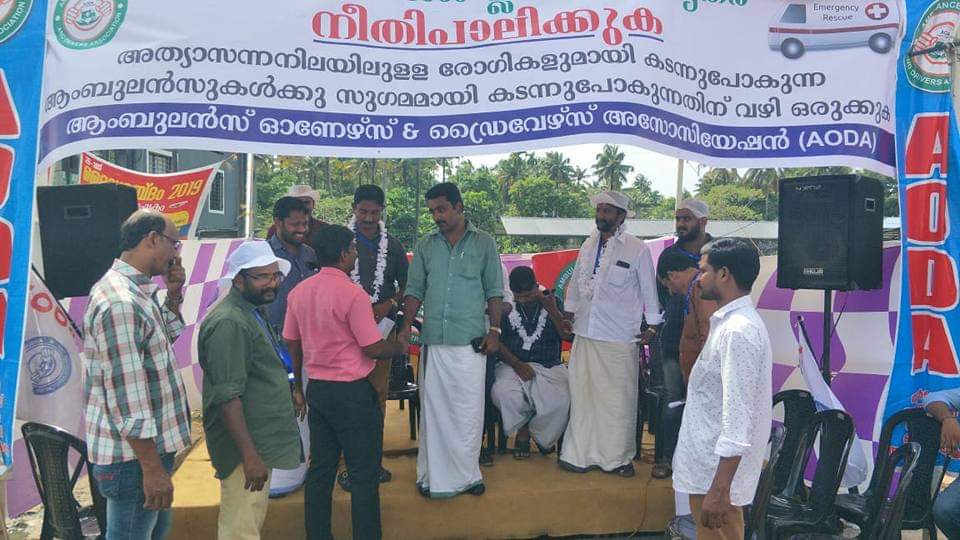 നീതിപാലിക്കുക
Emergency
Rescue
അത്യാസന്നനിലയിലുള്ള രോഗികളുമായി കടന്നുപോകുന്ന
ആംബുലൻസുകൾക്കു സുഗമമായി കടന്നുപോകുന്നതിന് വഴി ഒരുക്കുക
ആംബുലൻസ് ഓണേഴ്സ് & ഡ്രൈവേഴ്സ് അസോസിയേഷൻ (AODA)
2019
AODA